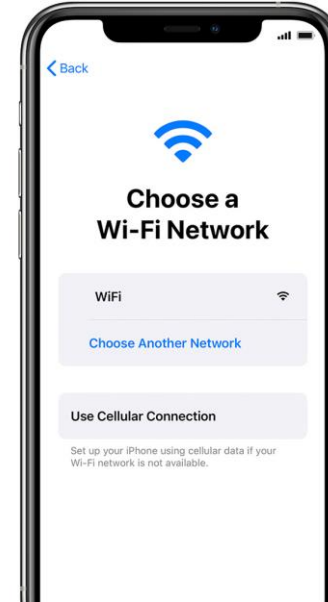 Back
Choose a
Wi-Fi Network
WiFi
Choose Another Network
Use Cellular Connection
Set up your iPhone using cellular data if your
Wi-Fi network is not available.